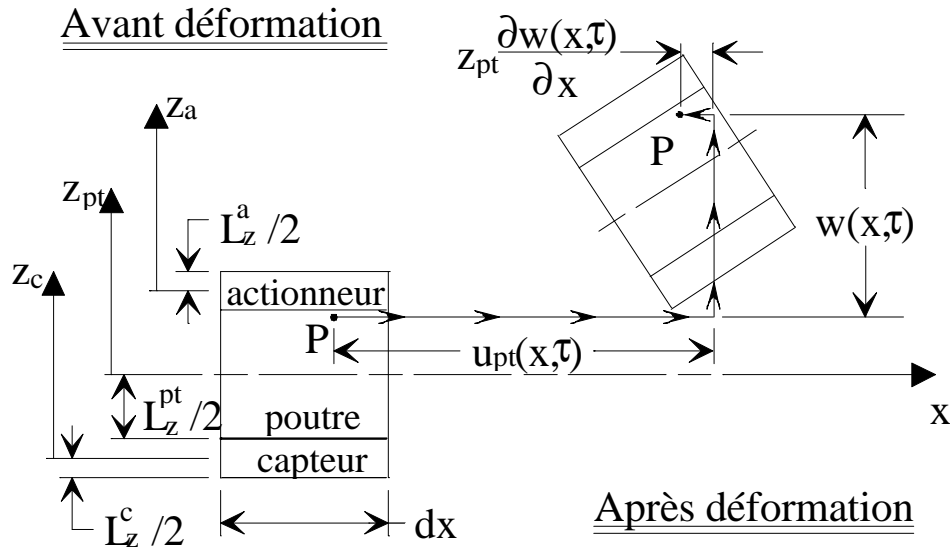 Avant déformation
z_pt ∂w(x,τ)/∂x
z_a
z_pt
L_z^a /2
z_c
actionneur
P
P
w(x,τ)
u_pt(x,τ)
x
L_z^pt /2
poutre
capteur
L_z^c /2
dx
Après déformation